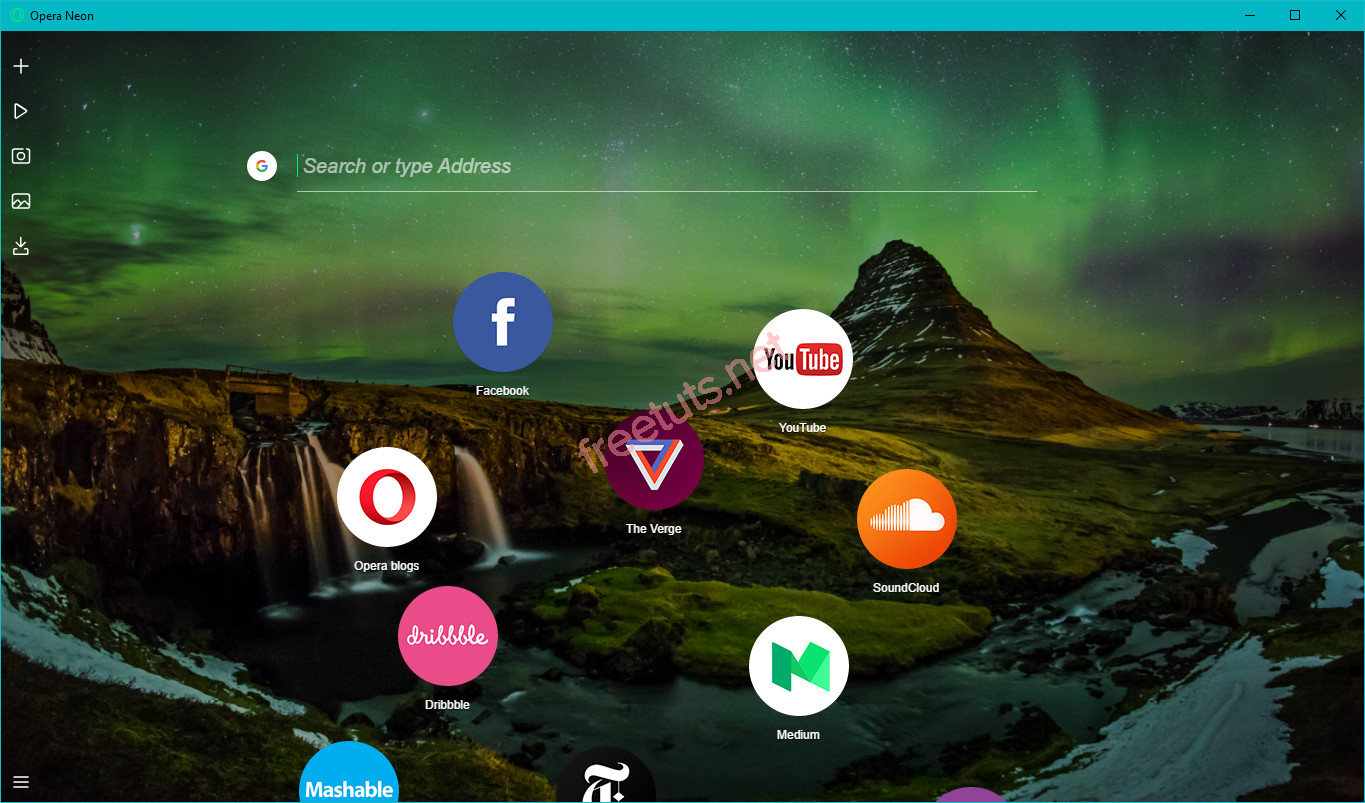 Opera Neon
G
Search or type Address
f
Facebook
YouTube
YouTube
freetuts.net
The Verge
Opera blogs
SoundCloud
dribbble
Dribbble
M
Medium
Mashable
T